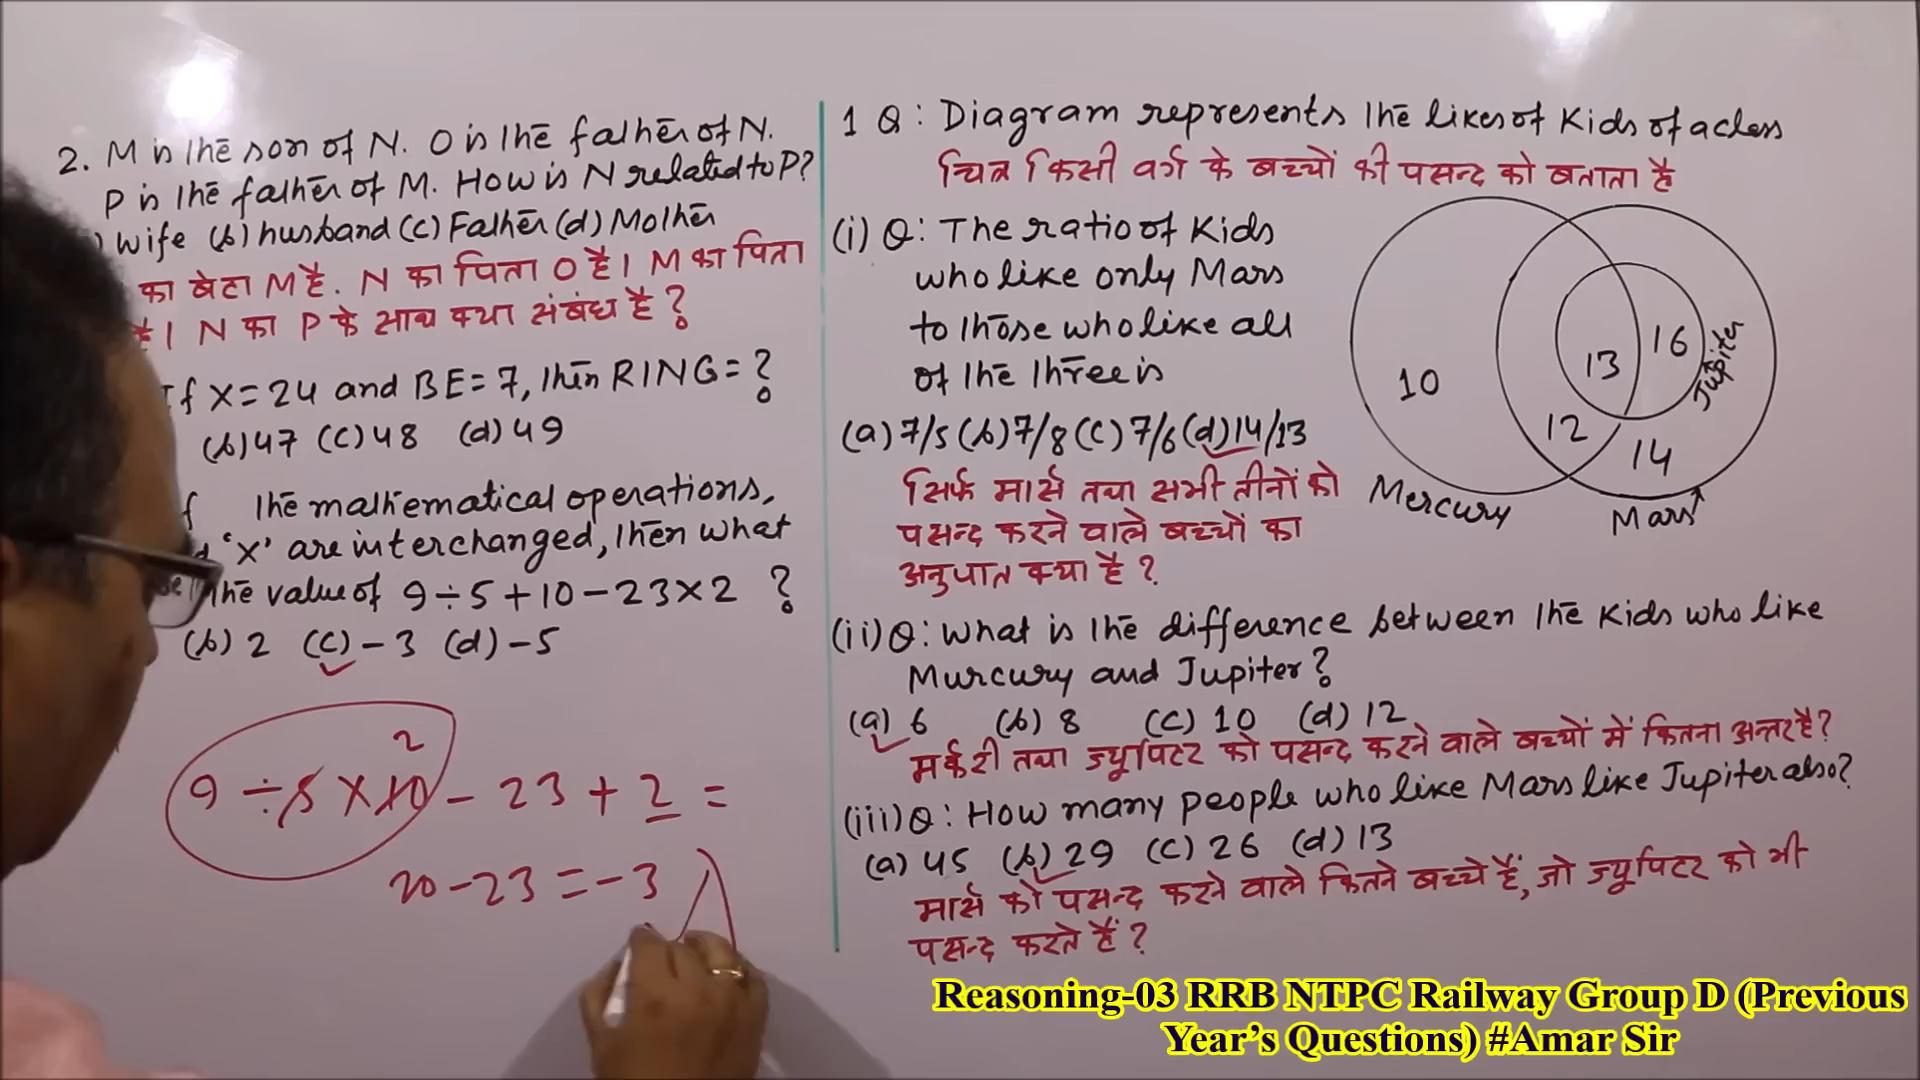 2. M is the son of N. O is the father of N.
P is the father of M. How is N related to P?
) wife (b) husband (c) Father (d) Mother
का बेटा M है. N का पिता O है। M का पिता
है। N का P के साथ क्या संबंध है?
If X=24 and BE=7, then RING=?
(b) 47 (c) 48 (d) 49
f the mathematical operations,
'x' are interchanged, then what
be the value of 9÷5+10-23×2 ?
(b) 2 (c) -3 (d) -5
2
9÷5×10-23+2=
20-23=-3
1 Q: Diagram represents the likes of Kids of a class
चित्र किसी वर्ग के बच्चों की पसन्द को बताता है
(i) Q: The ratio of Kids
who like only Mars
to those who like all
of the three is
(a) 7/5 (b) 7/8 (c) 7/6 (d) 14/13
सिर्फ मार्स तथा सभी तीनों को
पसन्द करने वाले बच्चों का
अनुपात क्या है?
10
13
16
12
14
Jupiter
Mercury
Mars
(ii) Q: What is the difference between the Kids who like
Murcury and Jupiter?
(a) 6 (b) 8 (c) 10 (d) 12
मर्करी तथा ज्यूपिटर को पसन्द करने वाले बच्चों में कितना अन्तर है?
(iii) Q: How many people who like Mars like Jupiter also?
(a) 45 (b) 29 (c) 26 (d) 13
मार्स को पसन्द करने वाले कितने बच्चे हैं, जो ज्यूपिटर को भी
पसन्द करते हैं?
Reasoning-03 RRB NTPC Railway Group D (Previous
Year's Questions) #Amar Sir